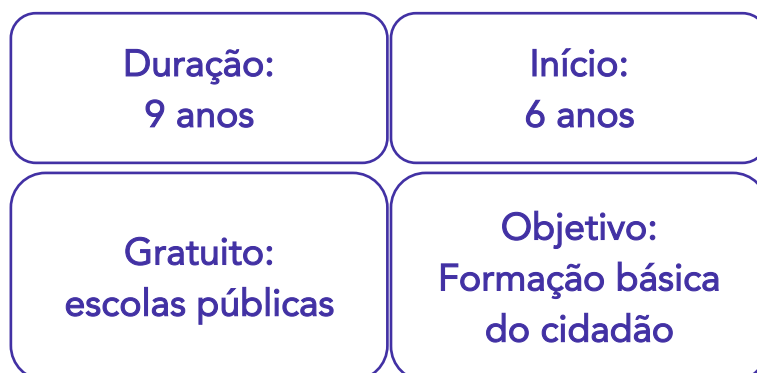 Duração:
9 anos
Início:
6 anos
Gratuito:
escolas públicas
Objetivo:
Formação básica
do cidadão